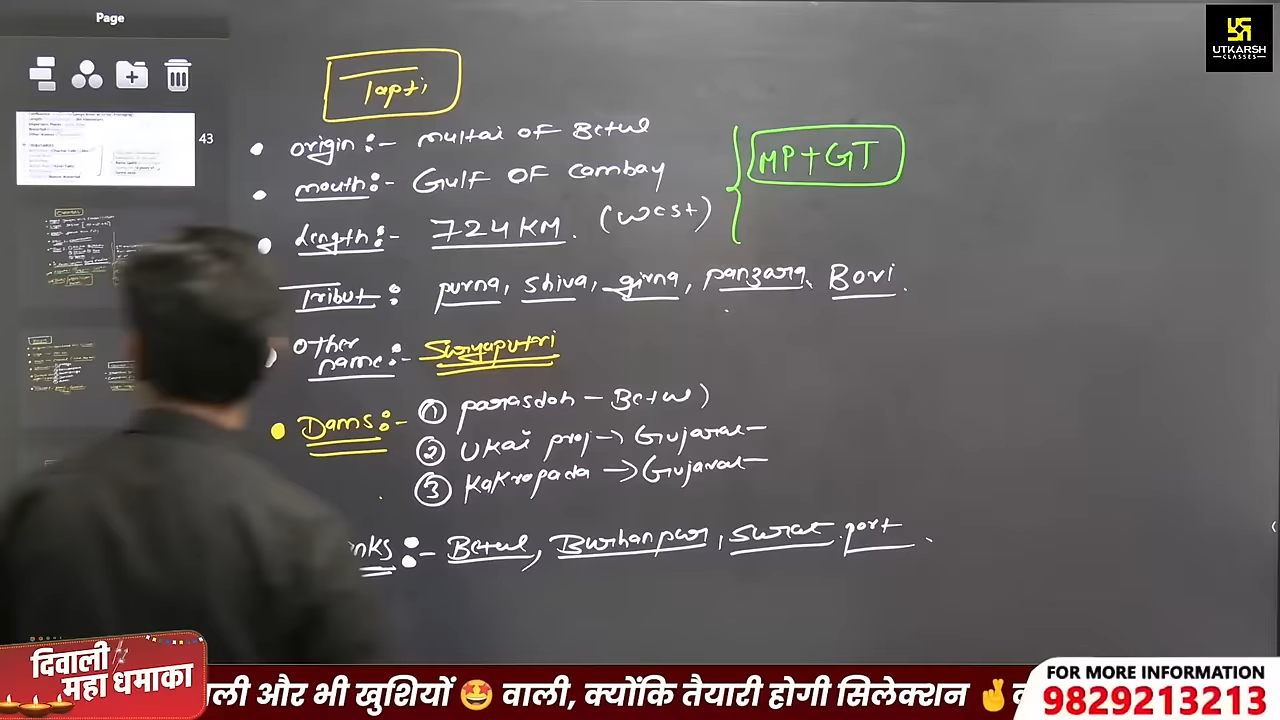 Page
UTKARSH
CLASSES
43
Tapti
MP+GT
origin :- multai of Betul
mouth :- Gulf OF Cambay
Length :- 724 KM. (west)
Tribut : purna, shiva, girna, panzara, Bori.
other name :- Suryaputri
Dams :- ① parasdoh - Betul)
② Ukai proj -> Gujarat
③ Kakropada -> Gujarat
nks :- Betul, Burhanpur, Surat port.
दिवाली
महा धमाका
ली और भी खुशियों 🤩 वाली, क्योंकि तैयारी होगी सिलेक्शन 🤞
FOR MORE INFORMATION
9829213213